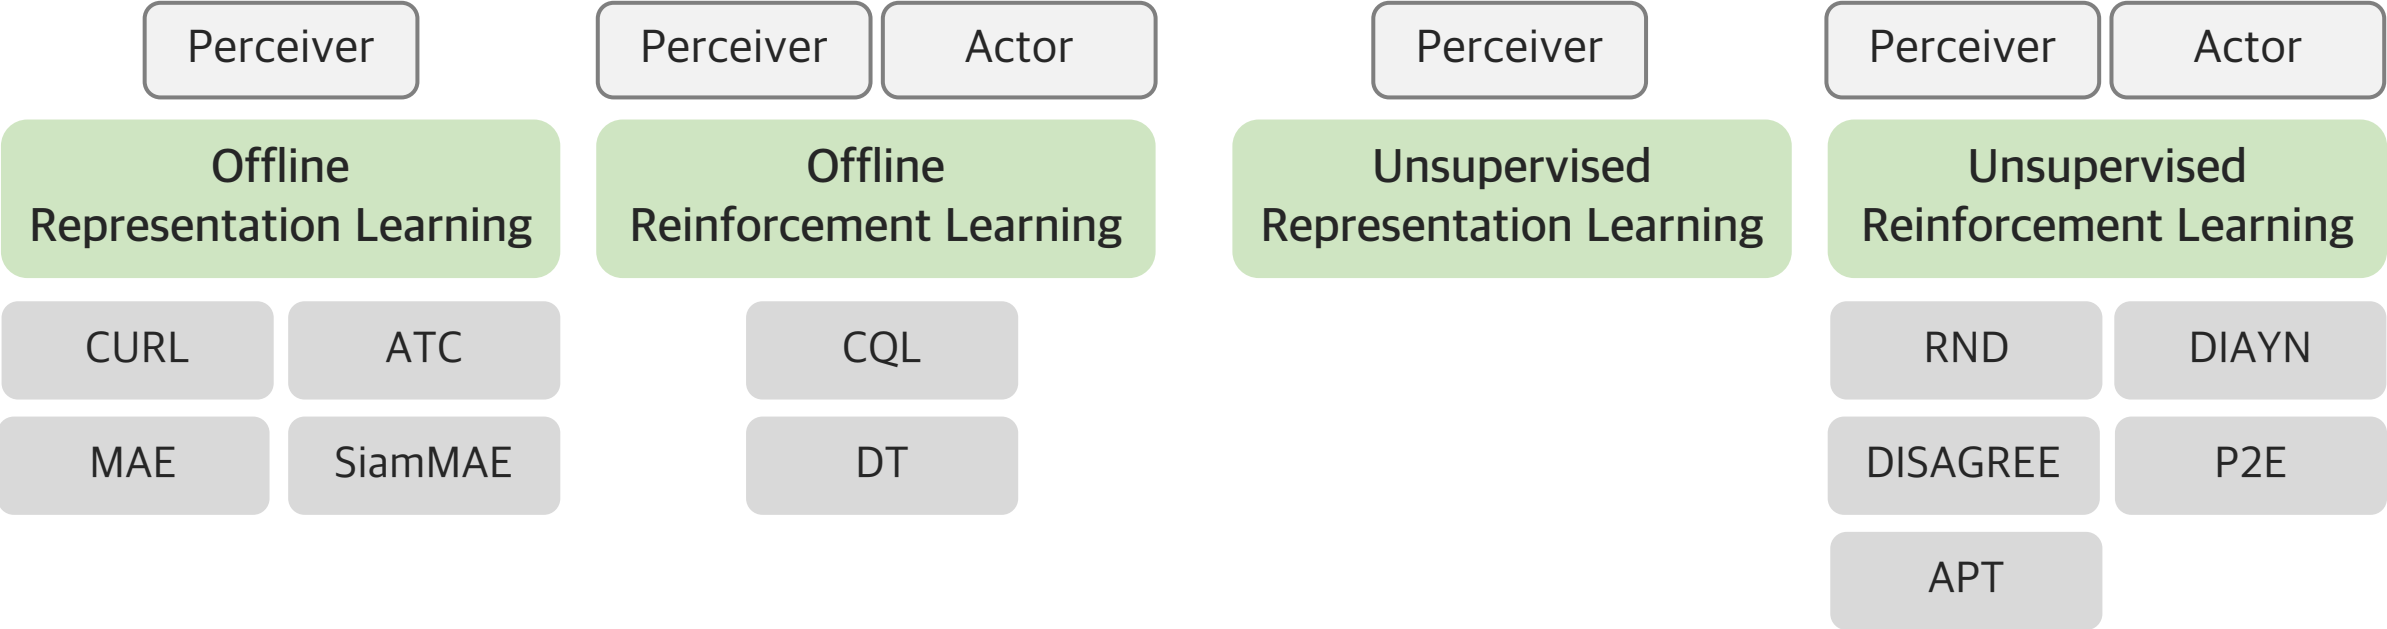 Perceiver
Perceiver
Actor
Perceiver
Perceiver
Actor
Offline
Representation Learning
Offline
Reinforcement Learning
Unsupervised
Representation Learning
Unsupervised
Reinforcement Learning
CURL
ATC
CQL
RND
DIAYN
MAE
SiamMAE
DT
DISAGREE
P2E
APT